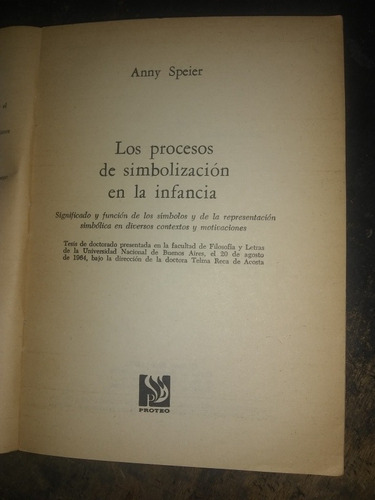 Anny Speier
Los procesos
de simbolización
en la infancia
Significado y función de los símbolos y de la representación
simbólica en diversos contextos y motivaciones
Tesis de doctorado presentada en la facultad de Filosofía y Letras
de la Universidad Nacional de Buenos Aires, el 20 de agosto
de 1964, bajo la dirección de la doctora Telma Reca de Acosta
PROTEO